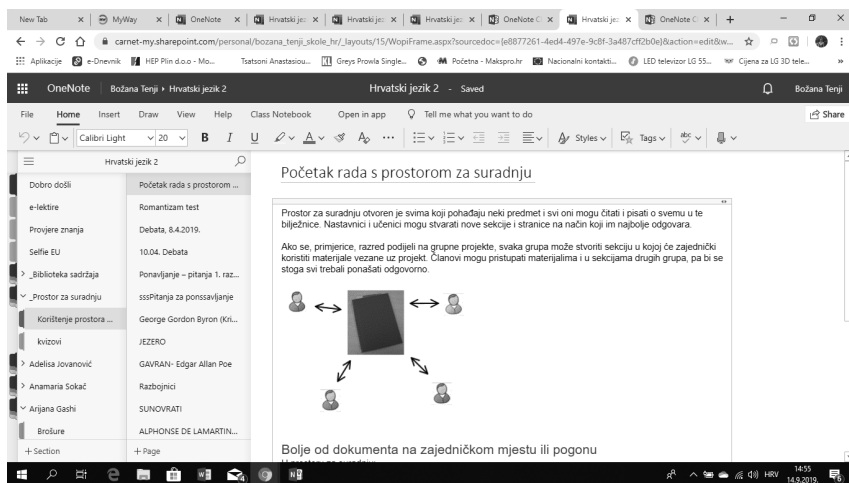 New Tab
MyWay
OneNote
Hrvatski jez
Hrvatski jez
Hrvatski jez
OneNote C
Hrvatski jez
OneNote C
carnet-my.sharepoint.com/personal/bozana_tenji_skole_hr/_layouts/15/WopiFrame.aspx?sourcedoc={e8877261-4ed4-497e-9c8f-3a487cff2b0e}&action=edit&w...
Aplikacije e-Dnevnik HEP Plin d.o.o - Mo... Tsatsoni Anastasiou... Greys Prowla Single... Početna - Makspro.hr Nacionalni kontakti... LED televizor LG 55... Cijena za LG 3D tele...
OneNote Božana Tenji Hrvatski jezik 2 Hrvatski jezik 2 - Saved Božana Tenji
File Home Insert Draw View Help Class Notebook Open in app Tell me what you want to do Share
Calibri Light 20 B I U A Styles Tags abc
Hrvatski jezik 2
Dobro došli
e-lektire
Provjere znanja
Selfie EU
_Biblioteka sadržaja
_Prostor za suradnju
Korištenje prostora ...
kvizovi
Adelisa Jovanović
Anamaria Sokač
Arijana Gashi
Brošure
+ Section
Početak rada s prostorom ...
Romantizam test
Debata, 8.4.2019.
10.04. Debata
Ponavljanje – pitanja 1. raz...
sssPitanja za ponssavljanje
George Gordon Byron (Kri...
JEZERO
GAVRAN- Edgar Allan Poe
Razbojnici
SUNOVRATI
ALPHONSE DE LAMARTIN...
+ Page
Početak rada s prostorom za suradnju
Prostor za suradnju otvoren je svima koji pohađaju neki predmet i svi oni mogu čitati i pisati o svemu u te
bilježnice. Nastavnici i učenici mogu stvarati nove sekcije i stranice na način koji im najbolje odgovara.
Ako se, primjerice, razred podijeli na grupne projekte, svaka grupa može stvoriti sekciju u kojoj će zajednički
koristiti materijale vezane uz projekt. Članovi mogu pristupati materijalima i u sekcijama drugih grupa, pa bi se
stoga svi trebali ponašati odgovorno.
Bolje od dokumenta na zajedničkom mjestu ili pogonu
HRV
14:55
14.9.2019.